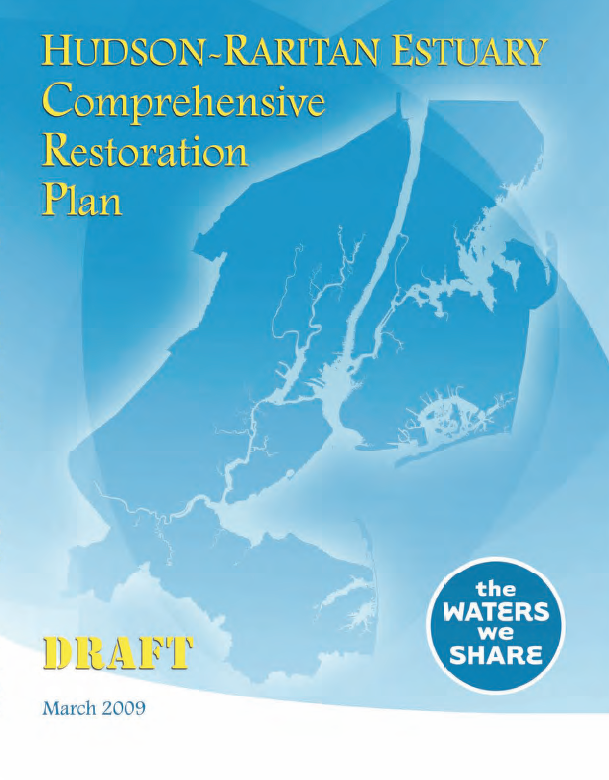 HUDSON~RARITAN ESTUARY
Comprehensive
Restoration
Plan
the
WATERS
we
SHARE
DRAFT
March 2009